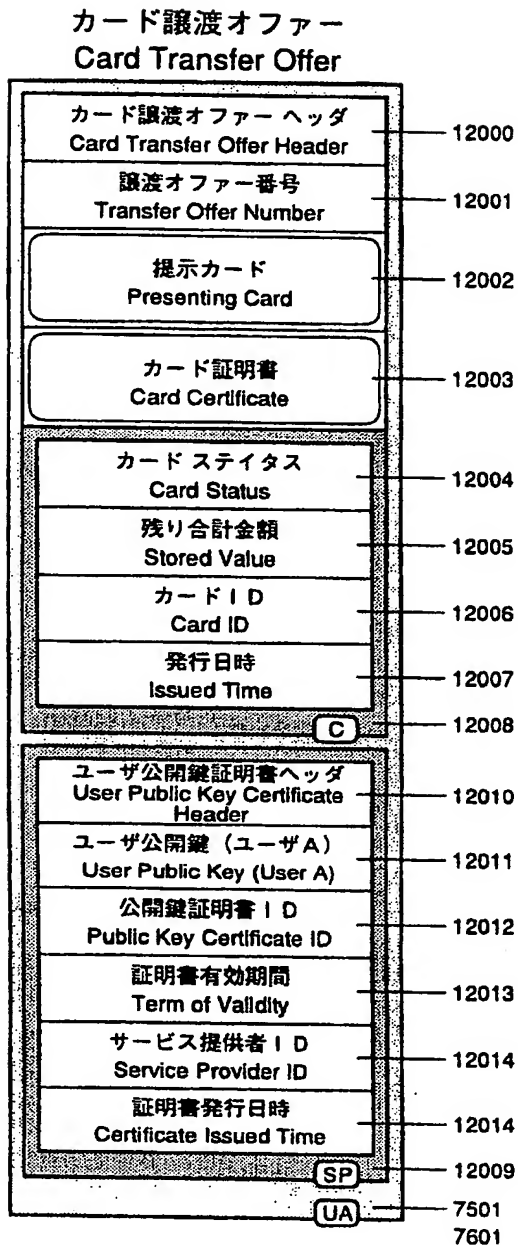 カード譲渡オファー
Card Transfer Offer
カード譲渡オファー ヘッダ
Card Transfer Offer Header
12000
譲渡オファー番号
Transfer Offer Number
12001
提示カード
Presenting Card
12002
カード証明書
Card Certificate
12003
カード ステイタス
Card Status
12004
残り合計金額
Stored Value
12005
カードID
Card ID
12006
発行日時
Issued Time
12007
C
12008
ユーザ公開鍵証明書ヘッダ
User Public Key Certificate
Header
12010
ユーザ公開鍵（ユーザA）
User Public Key (User A)
12011
公開鍵証明書ID
Public Key Certificate ID
12012
証明書有効期間
Term of Validity
12013
サービス提供者ID
Service Provider ID
12014
証明書発行日時
Certificate Issued Time
12014
SP
12009
UA
7501
7601